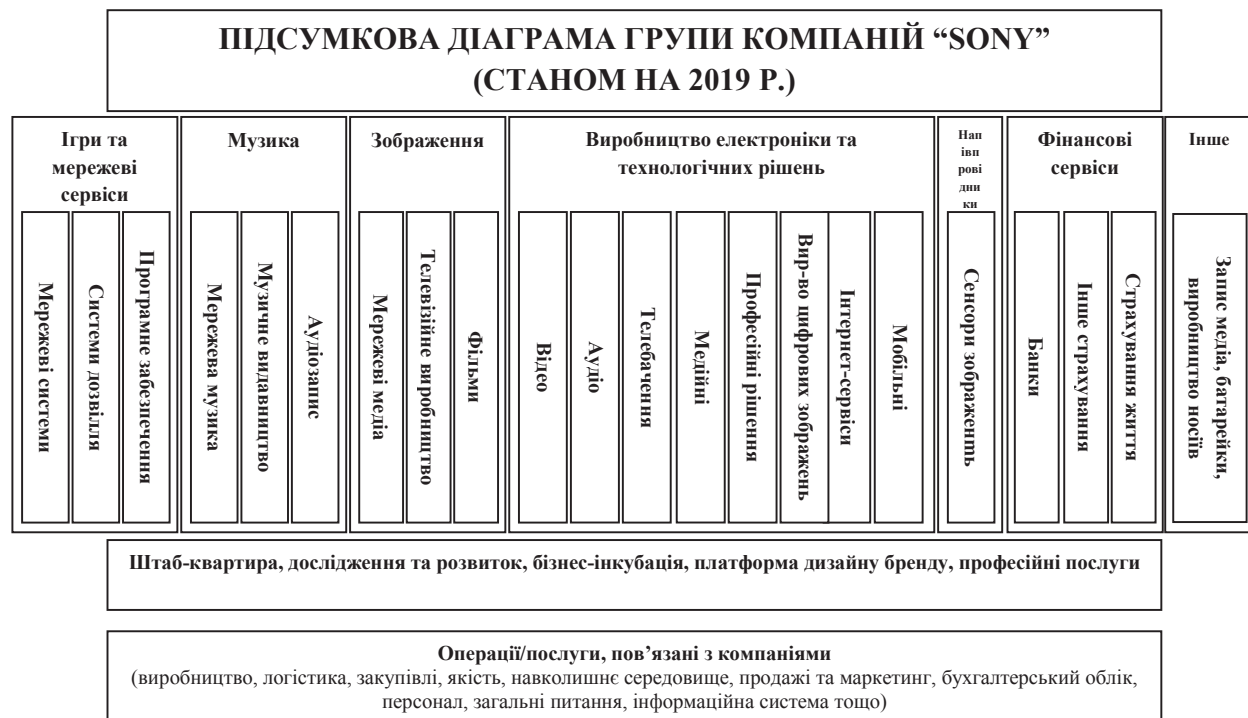 ПІДСУМКОВА ДІАГРАМА ГРУПИ КОМПАНІЙ “SONY”
(СТАНОМ НА 2019 Р.)
Ігри та
мережеві
сервіси
Мережеві системи
Системи дозвілля
Програмне забезпечення
Музика
Мережева музика
Музичне видавництво
Аудіозапис
Зображення
Мережеві медіа
Телевізійне виробництво
Фільми
Виробництво електроніки та
технологічних рішень
Відео
Аудіо
Телебачення
Медійні
Професійні рішення
Вир-во цифрових зображень
Інтернет-сервіси
Мобільні
Нап
івп
рові
дни
ки
Сенсори зображенть
Фінансові
сервіси
Банки
Інше страхування
Страхування життя
Інше
Запис медіа, батарейки,
виробництво носіїв
Штаб-квартира, дослідження та розвиток, бізнес-інкубація, платформа дизайну бренду, професійні послуги
Операції/послуги, пов’язані з компаніями
(виробництво, логістика, закупівлі, якість, навколишнє середовище, продажі та маркетинг, бухгалтерський облік,
персонал, загальні питання, інформаційна система тощо)